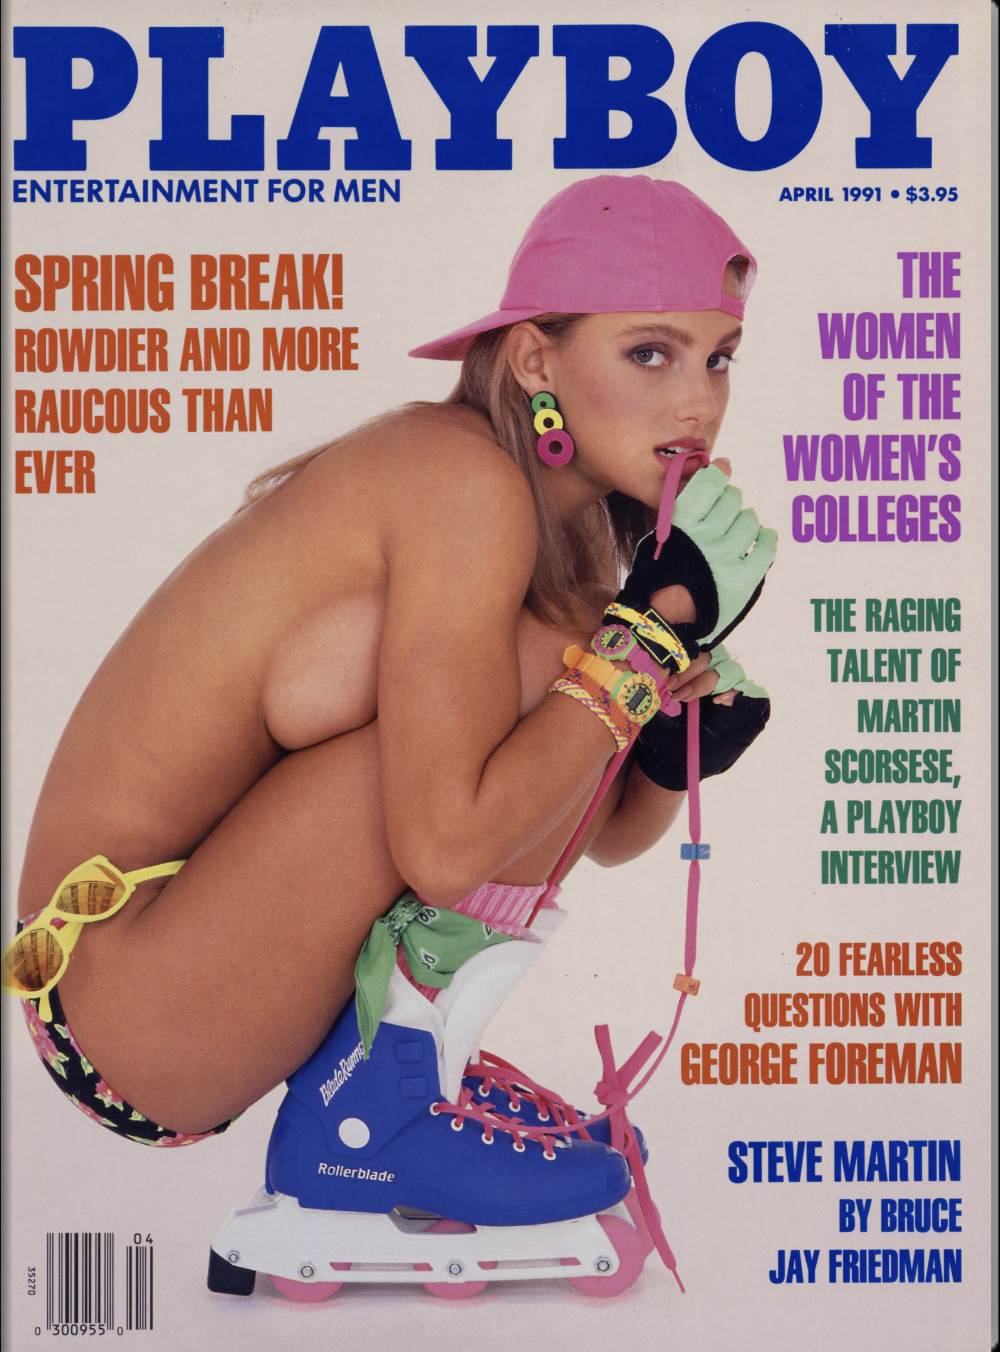 PLAYBOY
ENTERTAINMENT FOR MEN
APRIL 1991 • $3.95
SPRING BREAK!
ROWDIER AND MORE
RAUCOUS THAN
EVER
THE
WOMEN
OF THE
WOMEN'S
COLLEGES
THE RAGING
TALENT OF
MARTIN
SCORSESE,
A PLAYBOY
INTERVIEW
20 FEARLESS
QUESTIONS WITH
GEORGE FOREMAN
STEVE MARTIN
BY BRUCE
JAY FRIEDMAN
BladeRunner
Rollerblade
04
35270
0 300955 0